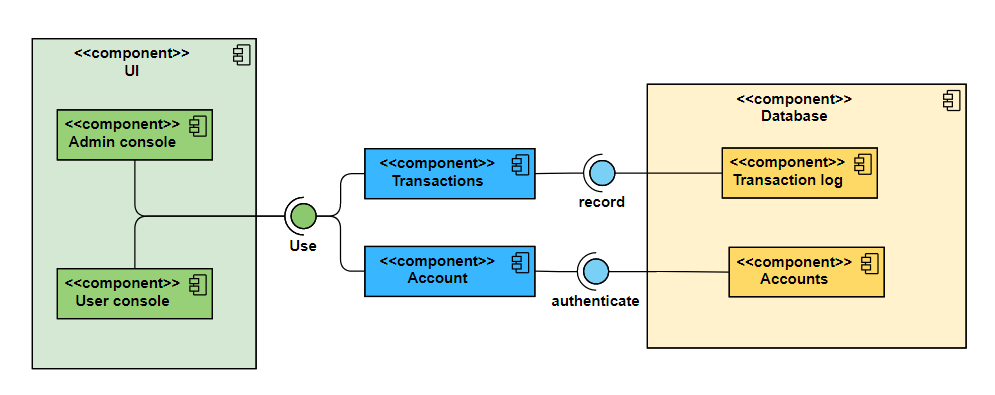 <<component>>
UI
<<component>>
Admin console
<<component>>
User console
Use
<<component>>
Transactions
<<component>>
Account
record
authenticate
<<component>>
Database
<<component>>
Transaction log
<<component>>
Accounts